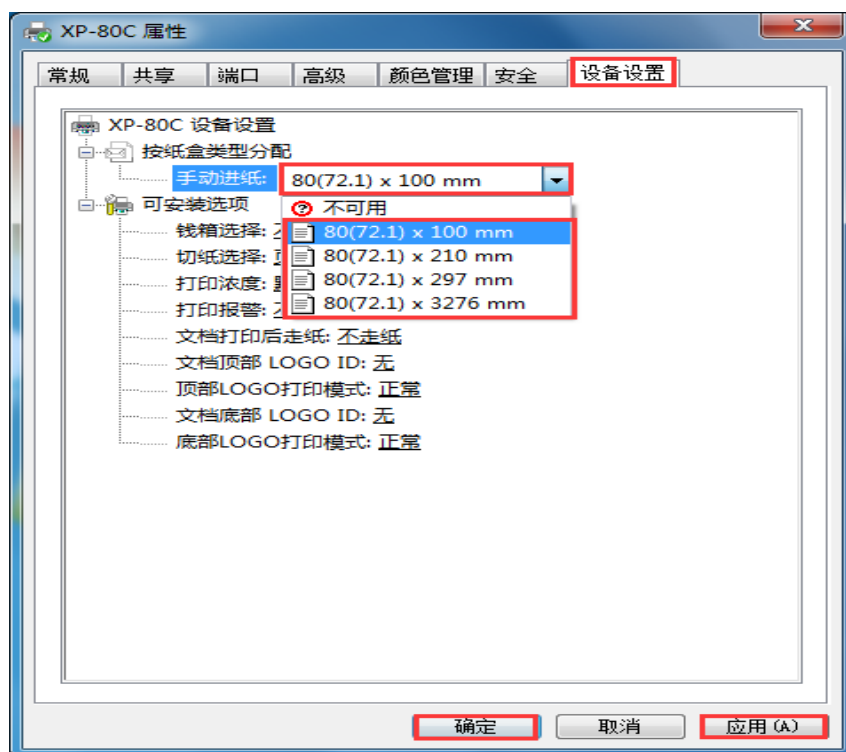 XP-80C 属性
常规 共享 端口 高级 颜色管理 安全 设备设置
XP-80C 设备设置
按纸盒类型分配
手动进纸: 80(72.1) x 100 mm
可安装选项 不可用
钱箱选择: 80(72.1) x 100 mm
切纸选择: 80(72.1) x 210 mm
打印浓度: 80(72.1) x 297 mm
打印报警: 80(72.1) x 3276 mm
文档打印后走纸: 不走纸
文档顶部 LOGO ID: 无
顶部LOGO打印模式: 正常
文档底部 LOGO ID: 无
底部LOGO打印模式: 正常
确定 取消 应用(A)